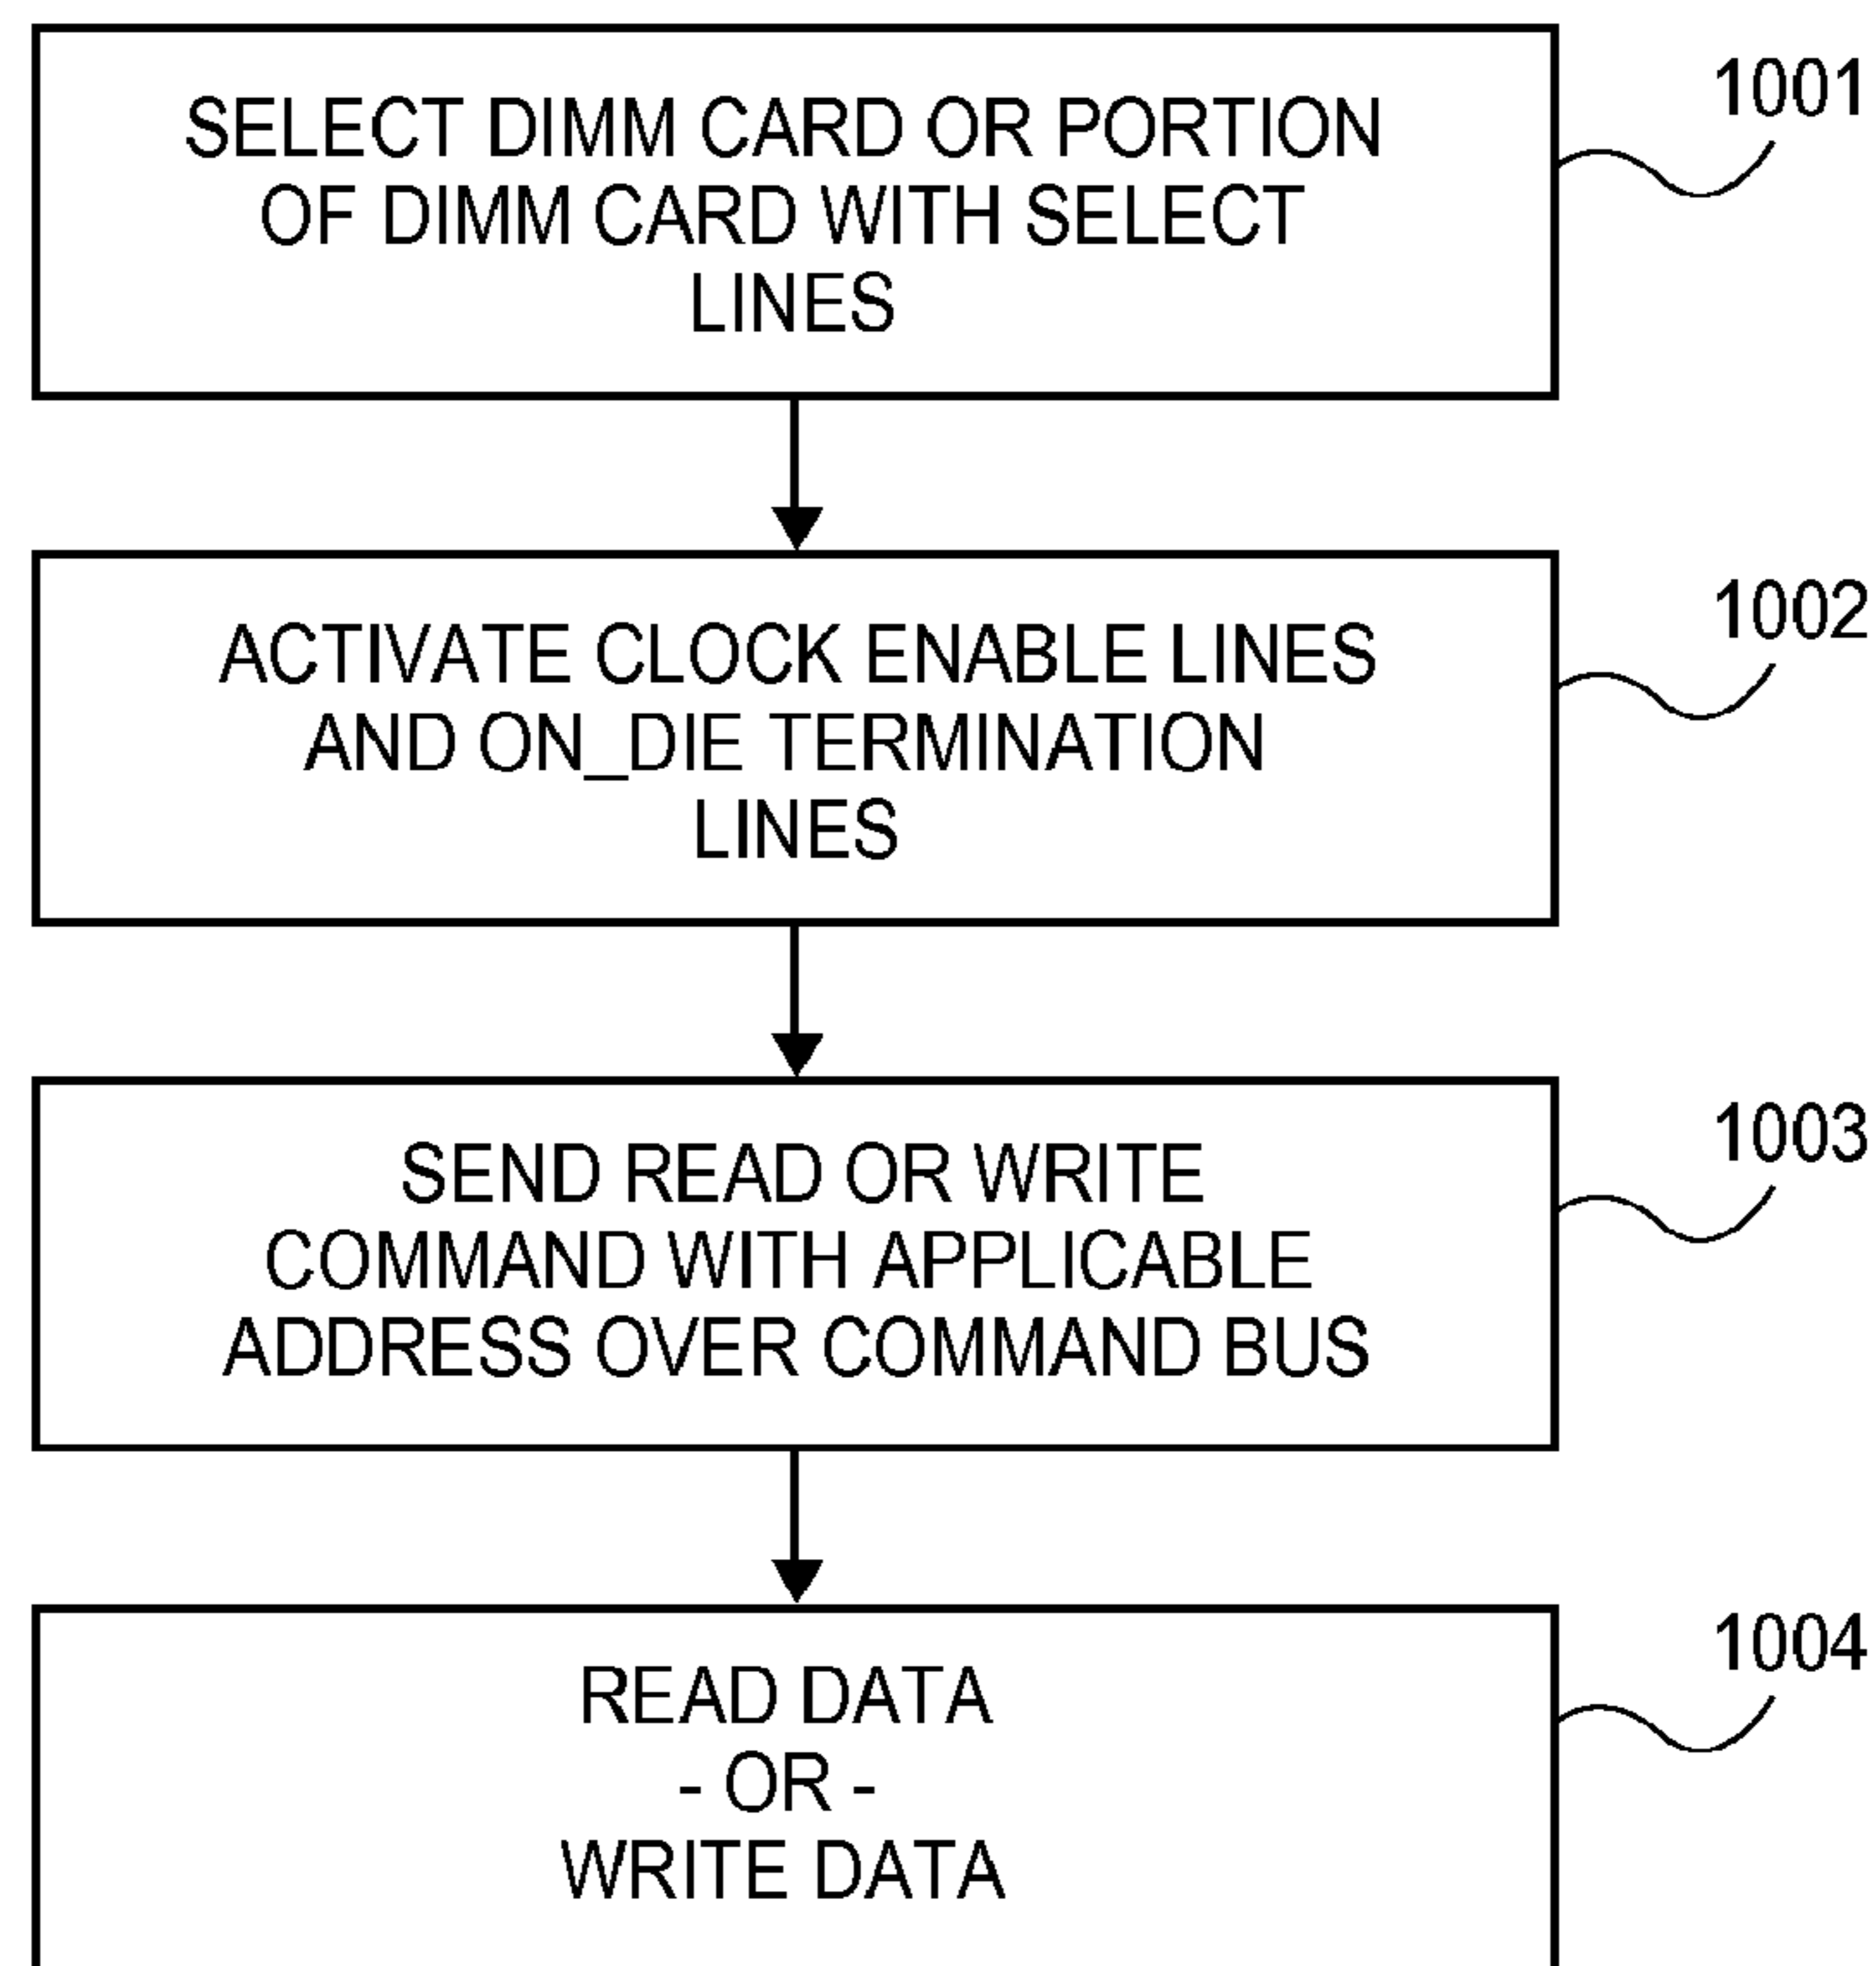 SELECT DIMM CARD OR PORTION
OF DIMM CARD WITH SELECT
LINES
1001
ACTIVATE CLOCK ENABLE LINES
AND ON_DIE TERMINATION
LINES
1002
SEND READ OR WRITE
COMMAND WITH APPLICABLE
ADDRESS OVER COMMAND BUS
1003
READ DATA
- OR -
WRITE DATA
1004